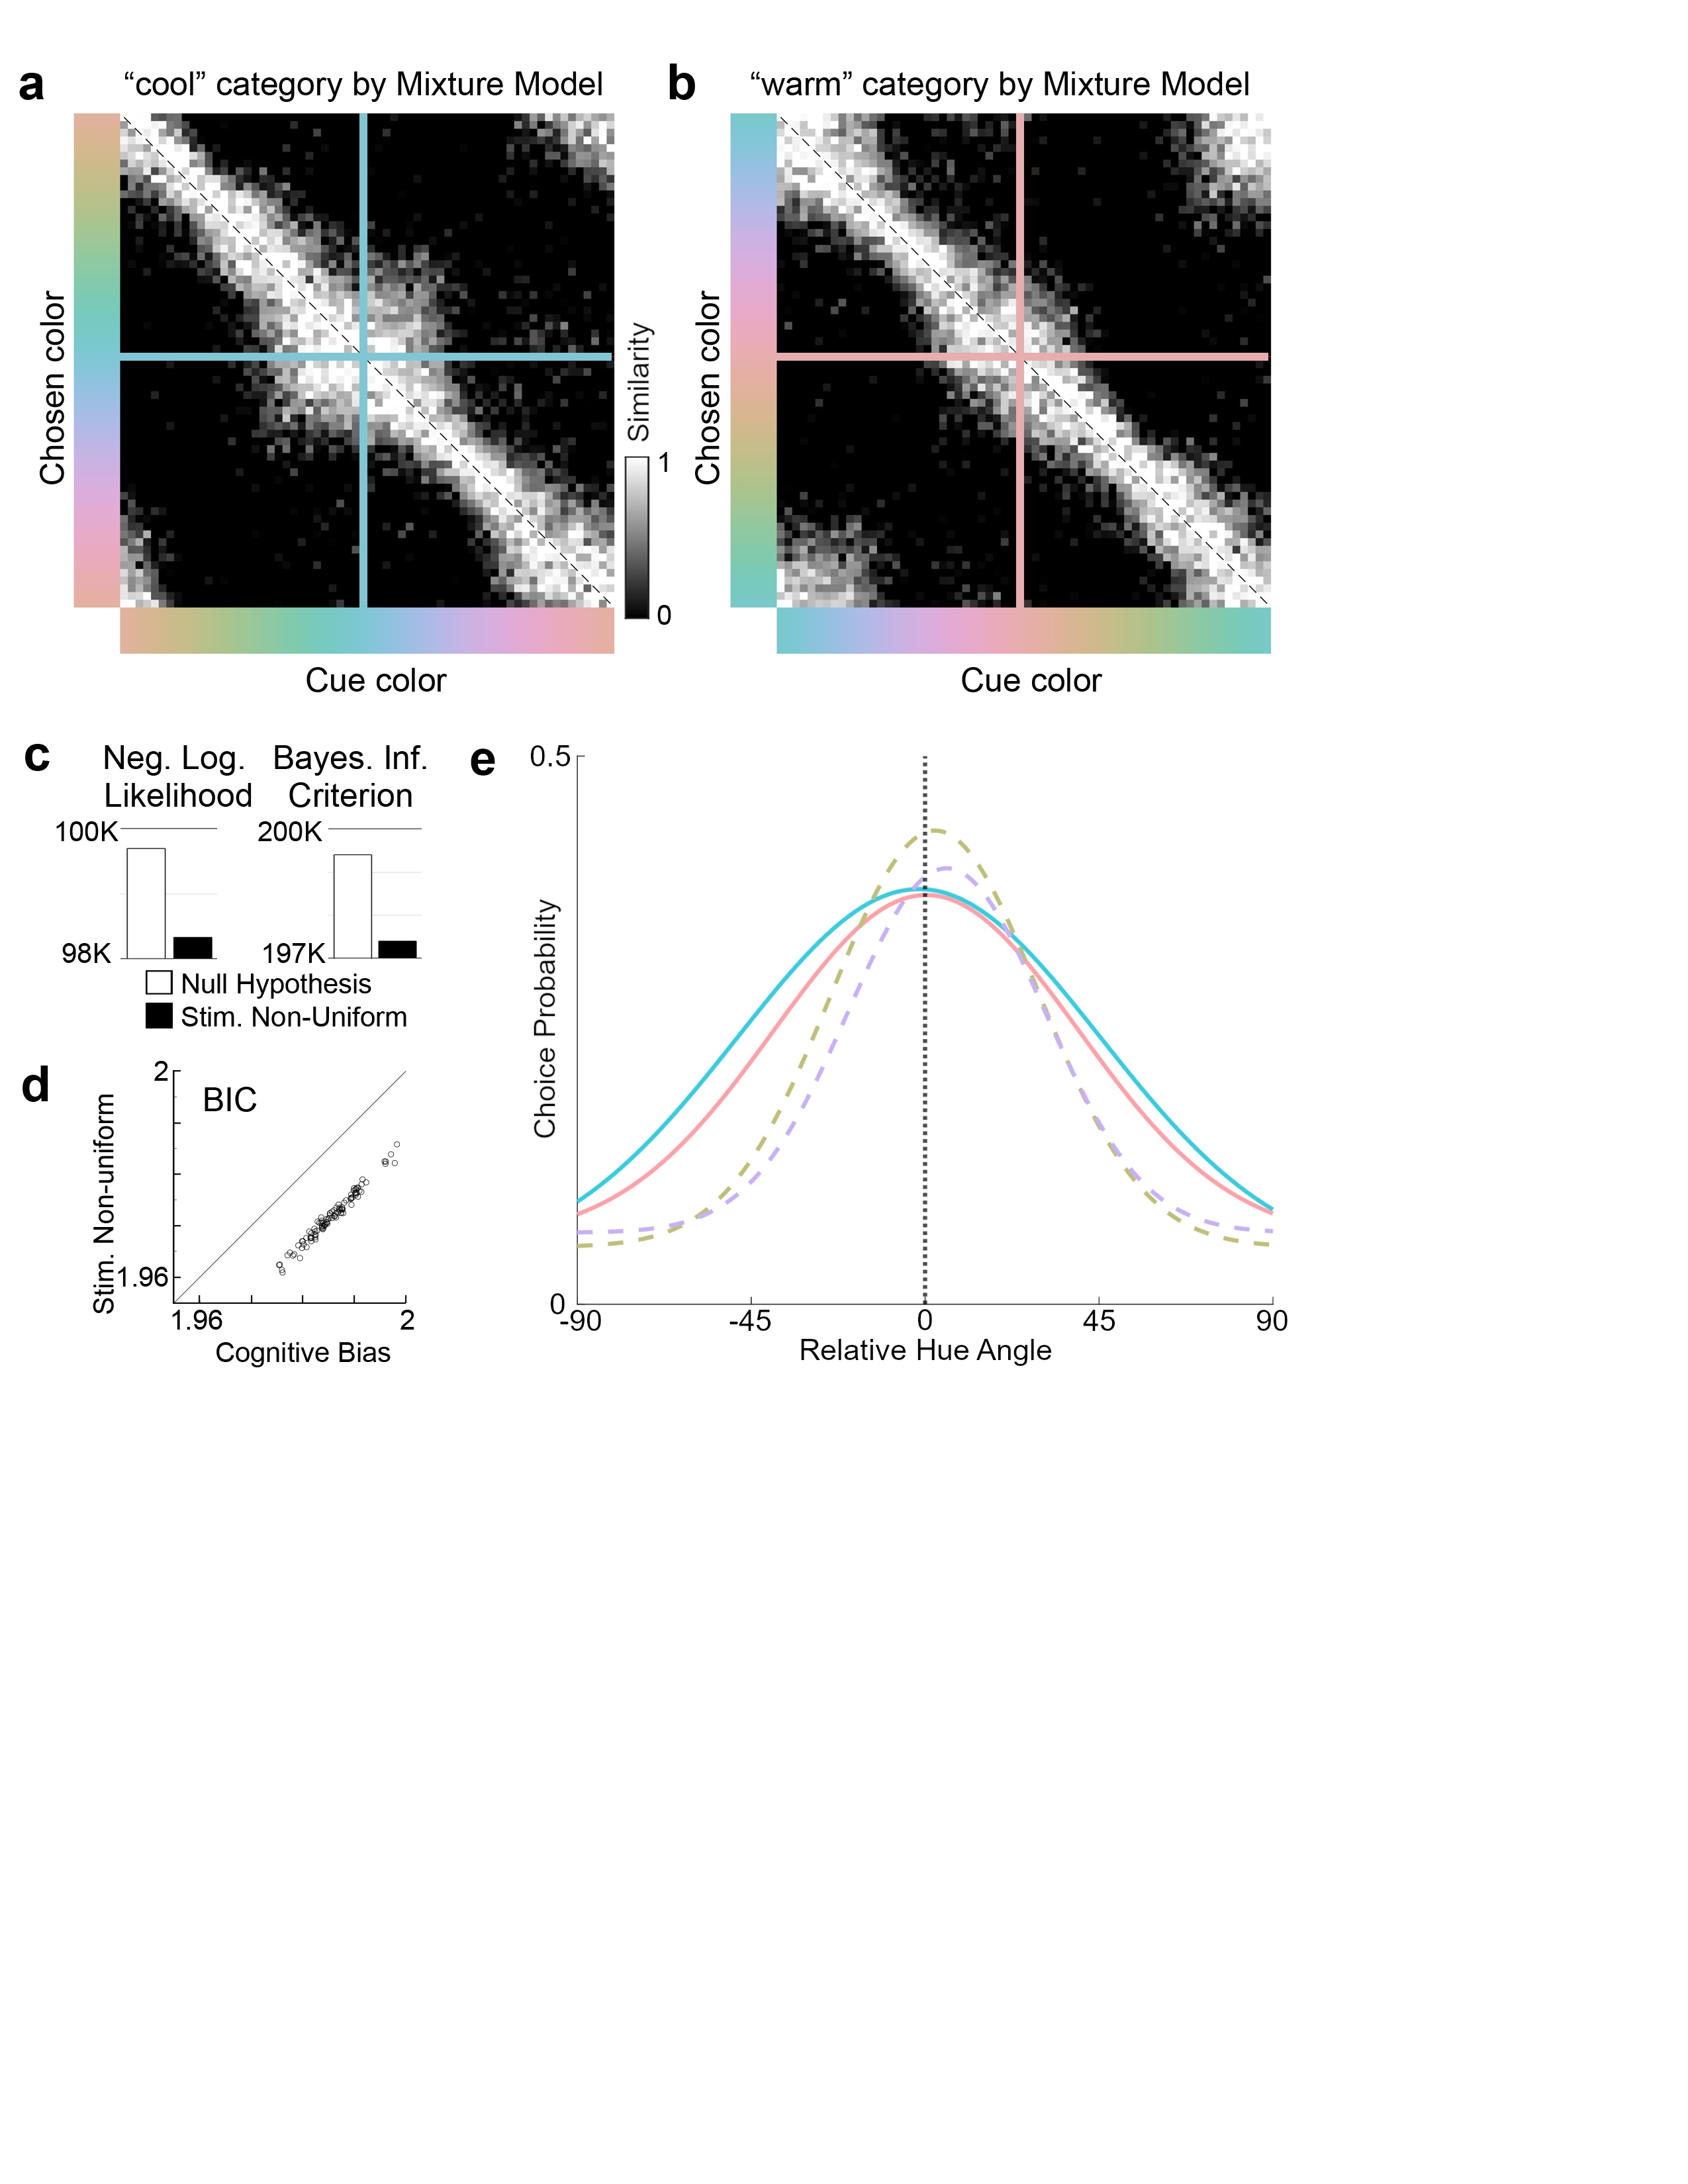 a
“cool” category by Mixture Model
Chosen color
Cue color
Similarity
1
0
b
“warm” category by Mixture Model
Chosen color
Cue color
c
Neg. Log.
Likelihood
100K
98K
Bayes. Inf.
Criterion
200K
197K
Null Hypothesis
Stim. Non-Uniform
d
BIC
2
1.96
Stim. Non-uniform
1.96
2
Cognitive Bias
e
0.5
0
Choice Probability
-90
-45
0
45
90
Relative Hue Angle